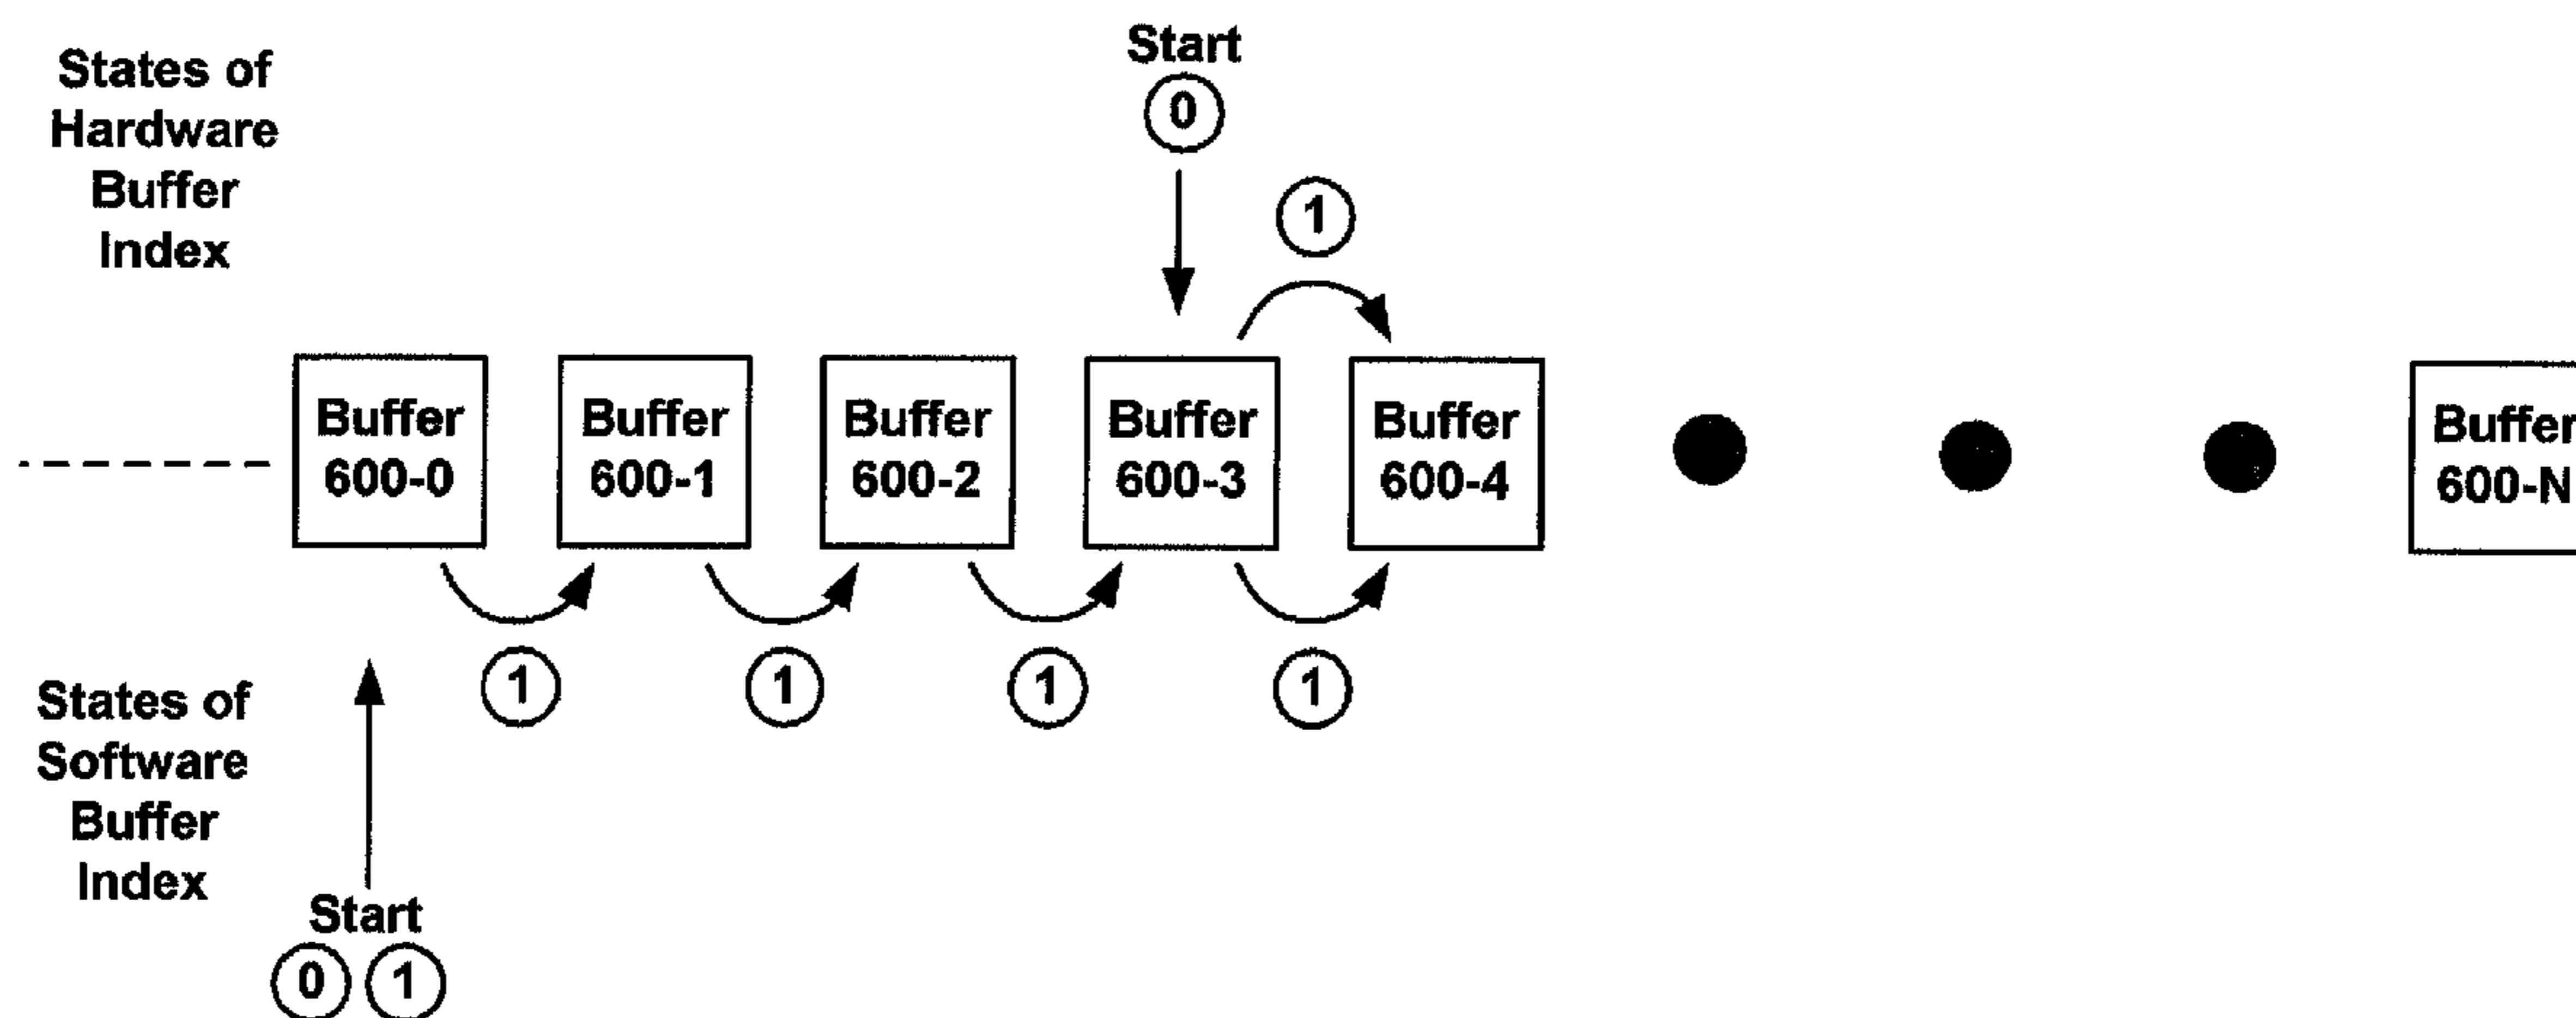 States of
Hardware
Buffer
Index
Start
0
1
Buffer
600-0
Buffer
600-1
Buffer
600-2
Buffer
600-3
Buffer
600-4
Buffer
600-N
1
1
1
1
States of
Software
Buffer
Index
Start
0 1